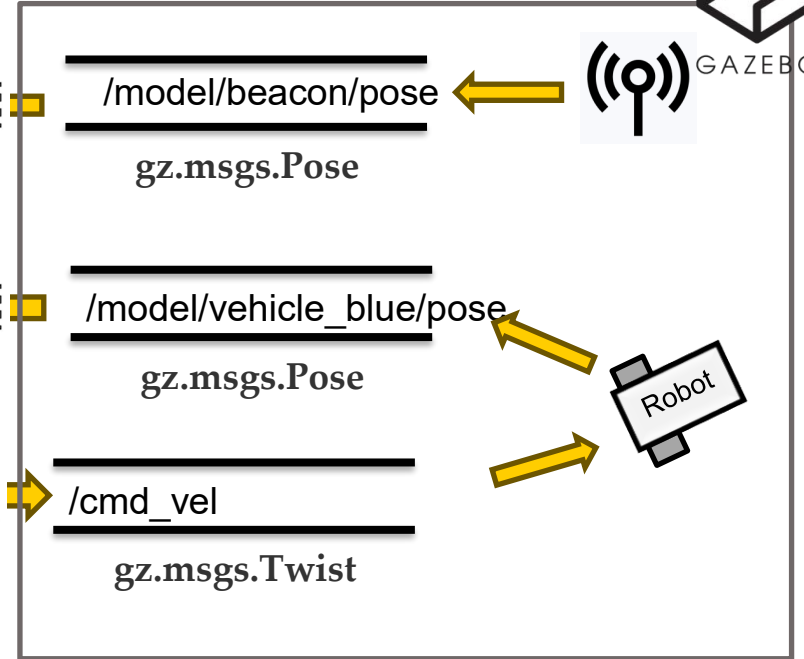 GAZEBO
/model/beacon/pose
gz.msgs.Pose
/model/vehicle_blue/pose
gz.msgs.Pose
Robot
/cmd_vel
gz.msgs.Twist